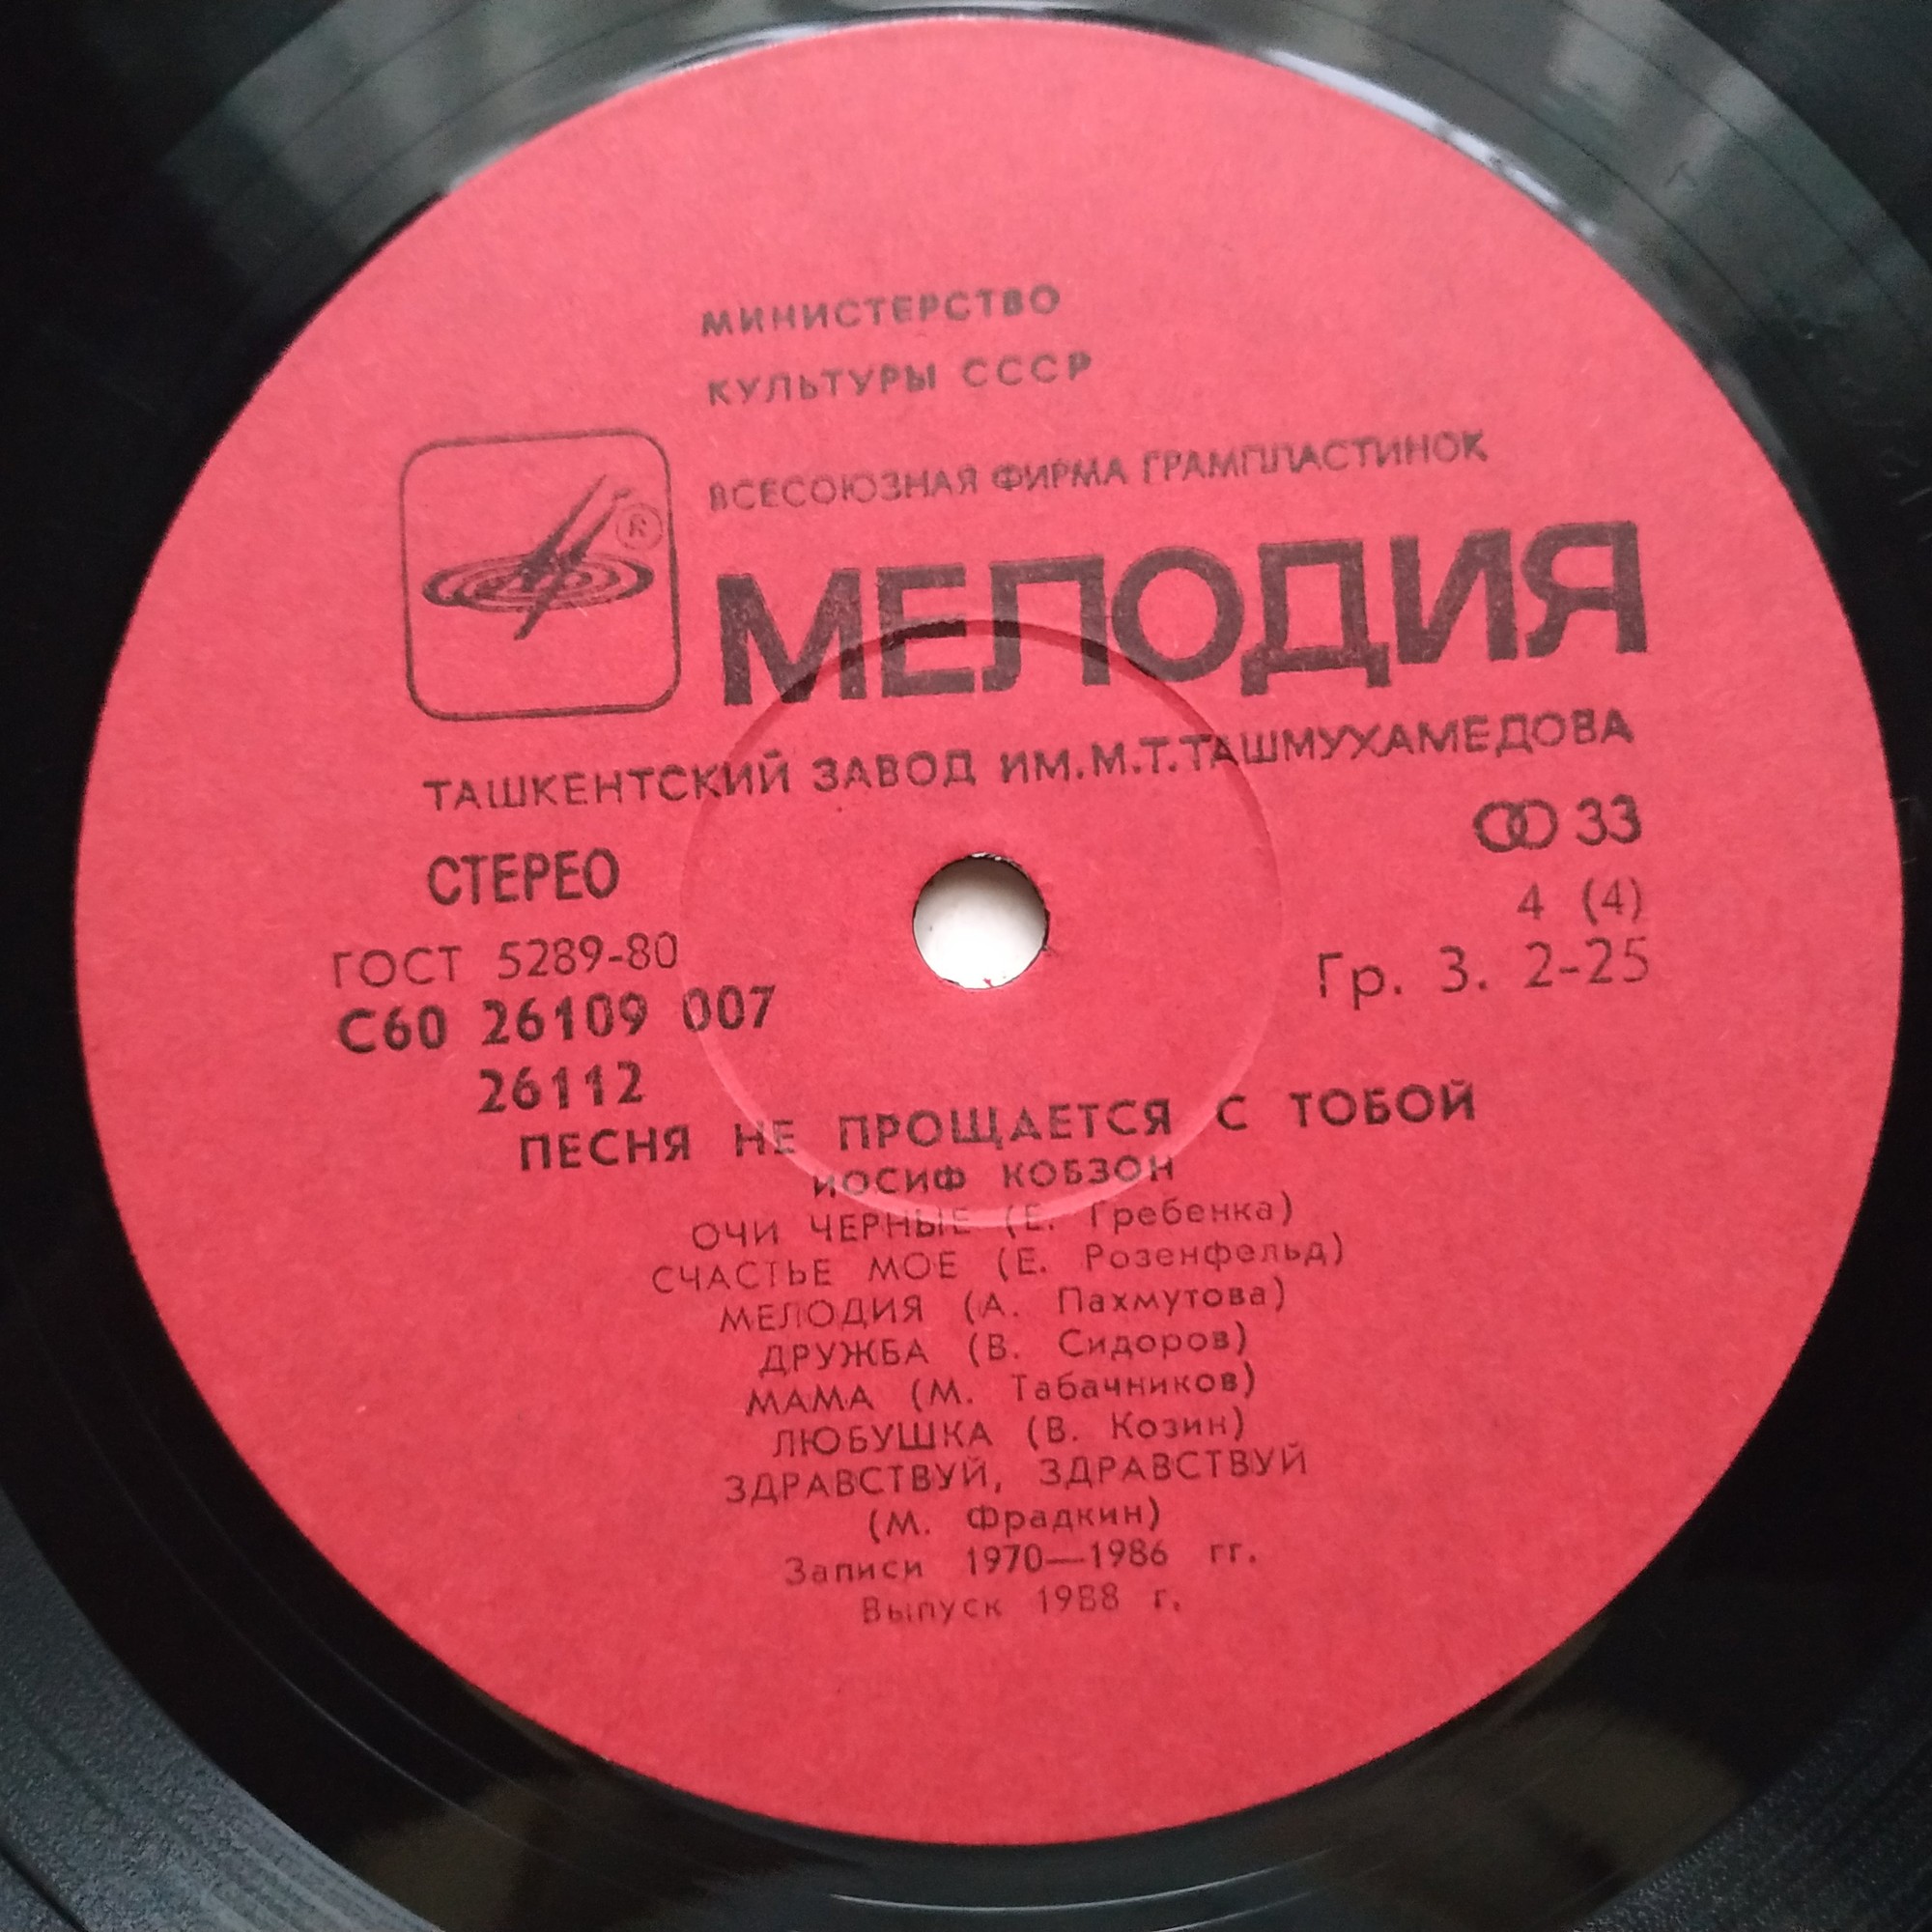 МИНИСТЕРСТВО
КУЛЬТУРЫ СССР
ВСЕСОЮЗНАЯ ФИРМА ГРАМПЛАСТИНОК
®
МЕЛОДИЯ
ТАШКЕНТСКИЙ ЗАВОД ИМ.М.Т.ТАШМУХАМЕДОВА
СТЕРЕО
33
4 (4)
ГОСТ 5289-80
Гр. 3. 2-25
С60 26109 007
26112
ПЕСНЯ НЕ ПРОЩАЕТСЯ С ТОБОЙ
ИОСИФ КОБЗОН
ОЧИ ЧЕРНЫЕ (Е. Гребенка)
СЧАСТЬЕ МОЕ (Е. Розенфельд)
МЕЛОДИЯ (А. Пахмутова)
ДРУЖБА (В. Сидоров)
МАМА (М. Табачников)
ЛЮБУШКА (В. Козин)
ЗДРАВСТВУЙ, ЗДРАВСТВУЙ
(М. Фрадкин)
Записи 1970—1986 гг.
Выпуск 1988 г.